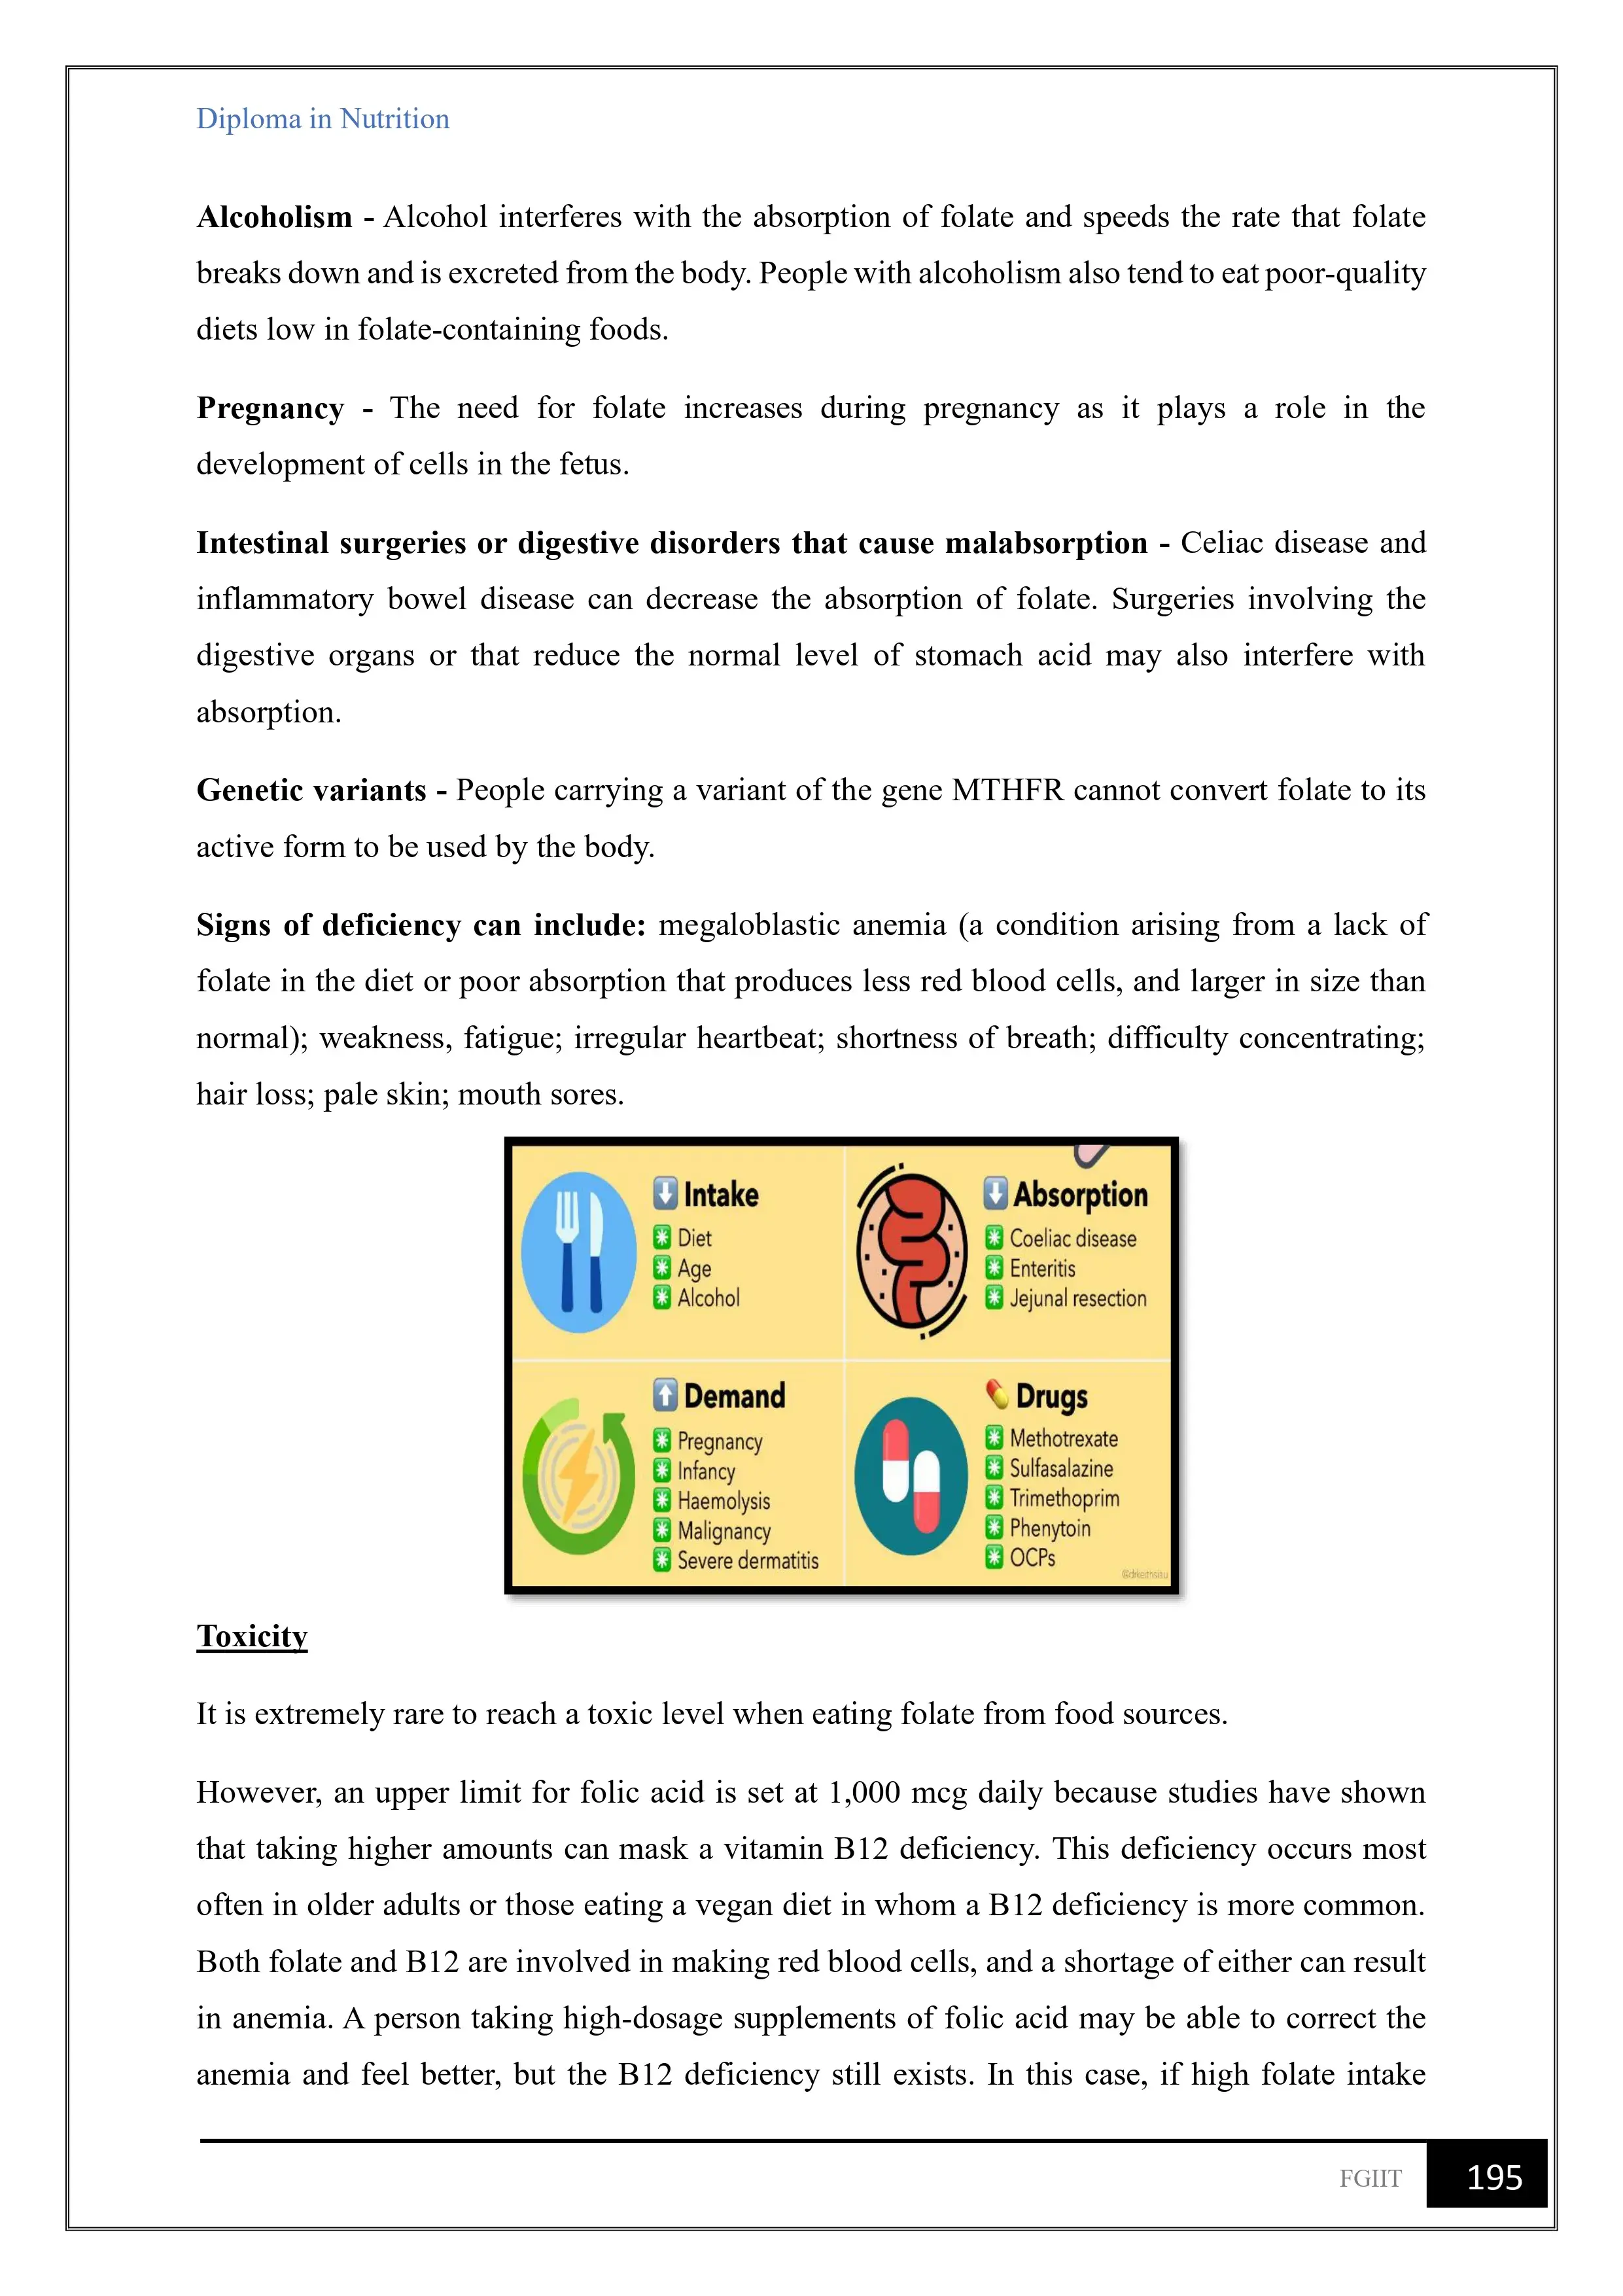 Diploma in Nutrition
Alcoholism - Alcohol interferes with the absorption of folate and speeds the rate that folate
breaks down and is excreted from the body. People with alcoholism also tend to eat poor-quality
diets low in folate-containing foods.
Pregnancy - The need for folate increases during pregnancy as it plays a role in the
development of cells in the fetus.
Intestinal surgeries or digestive disorders that cause malabsorption - Celiac disease and
inflammatory bowel disease can decrease the absorption of folate. Surgeries involving the
digestive organs or that reduce the normal level of stomach acid may also interfere with
absorption.
Genetic variants - People carrying a variant of the gene MTHFR cannot convert folate to its
active form to be used by the body.
Signs of deficiency can include: megaloblastic anemia (a condition arising from a lack of
folate in the diet or poor absorption that produces less red blood cells, and larger in size than
normal); weakness, fatigue; irregular heartbeat; shortness of breath; difficulty concentrating;
hair loss; pale skin; mouth sores.
Intake
Diet
Age
Alcohol
Absorption
Coeliac disease
Enteritis
Jejunal resection
Demand
Pregnancy
Infancy
Haemolysis
Malignancy
Severe dermatitis
Drugs
Methotrexate
Sulfasalazine
Trimethoprim
Phenytoin
OCPs
Toxicity
It is extremely rare to reach a toxic level when eating folate from food sources.
However, an upper limit for folic acid is set at 1,000 mcg daily because studies have shown
that taking higher amounts can mask a vitamin B12 deficiency. This deficiency occurs most
often in older adults or those eating a vegan diet in whom a B12 deficiency is more common.
Both folate and B12 are involved in making red blood cells, and a shortage of either can result
in anemia. A person taking high-dosage supplements of folic acid may be able to correct the
anemia and feel better, but the B12 deficiency still exists. In this case, if high folate intake
FGIIT
195